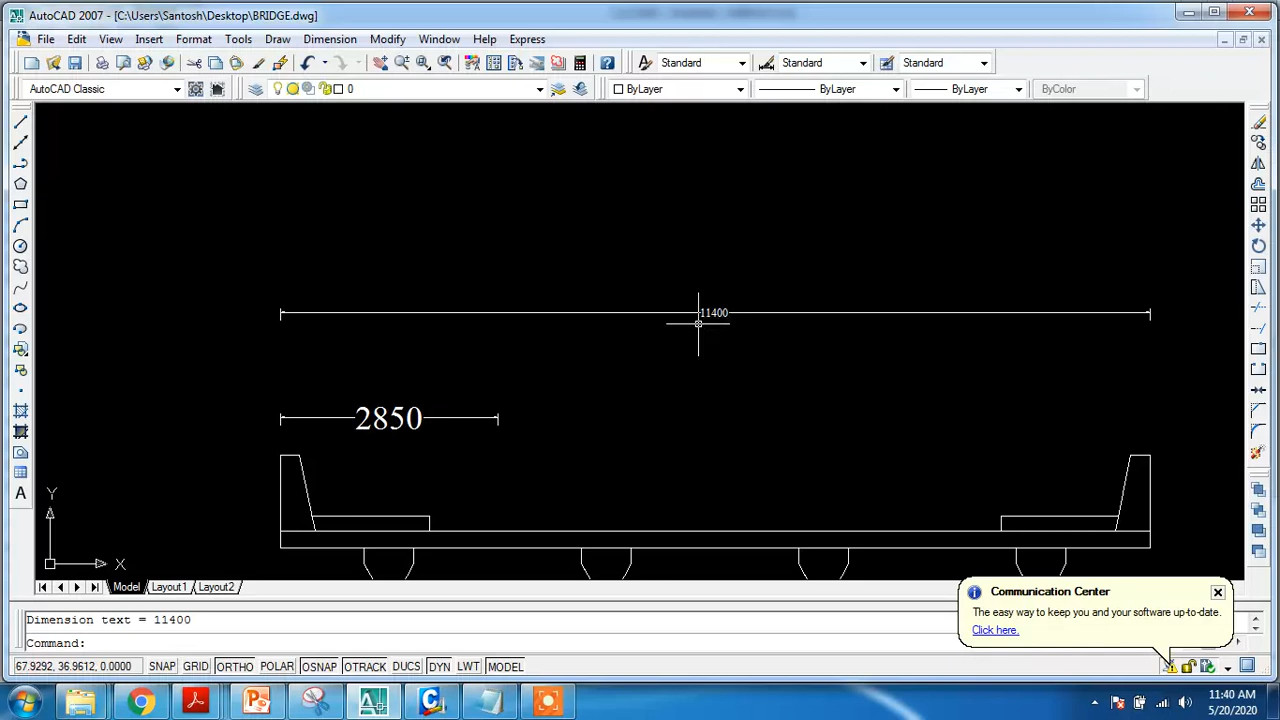 AutoCAD 2007 - [C:\Users\Santosh\Desktop\BRIDGE.dwg]
File Edit View Insert Format Tools Draw Dimension Modify Window Help Express
Standard Standard Standard
AutoCAD Classic 0 ByLayer ByLayer ByLayer ByColor
11400
2850
Y
X
A
Model Layout1 Layout2
Communication Center
The easy way to keep you and your software up-to-date.
Click here.
Dimension text = 11400
Command:
67.9292, 36.9612, 0.0000 SNAP GRID ORTHO POLAR OSNAP OTRACK DUCS DYN LWT MODEL
11:40 AM
5/20/2020